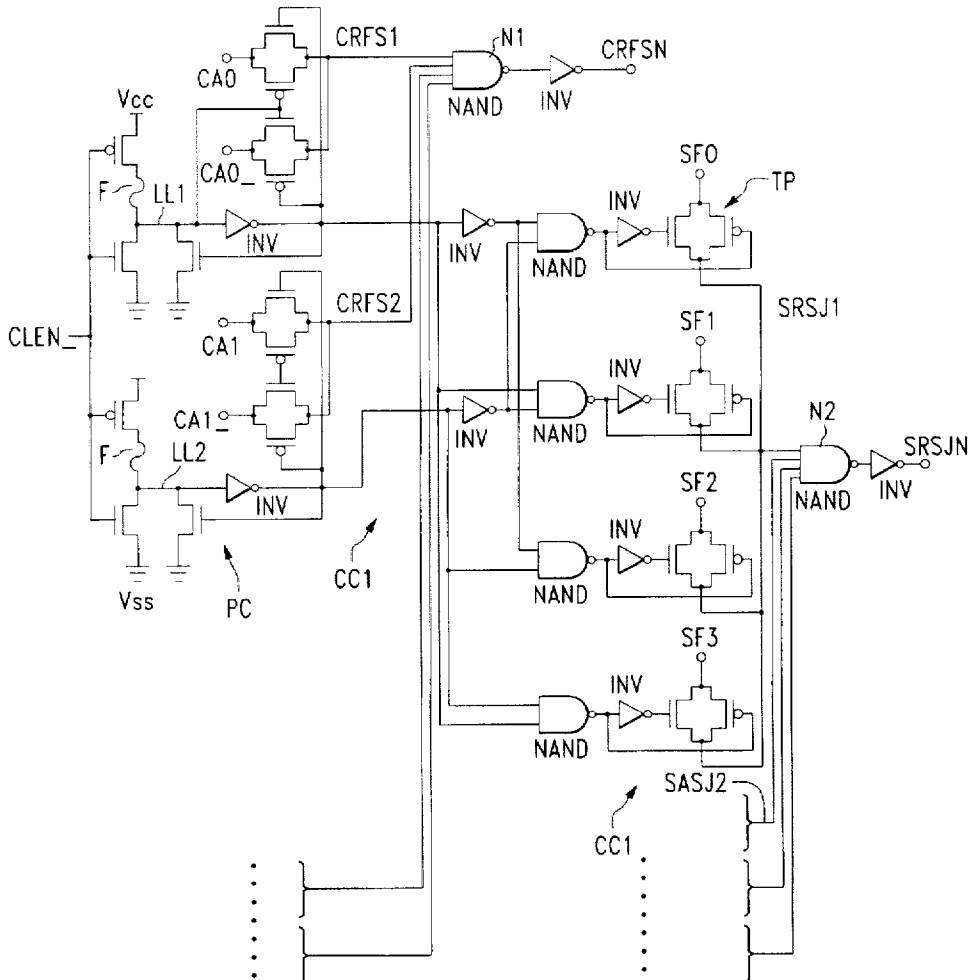 N1
CRFSN
CRFS1
CA0
NAND
INV
Vcc
CA0_
SF0
TP
F
LL1
INV
INV
INV
NAND
CRFS2
SRSJ1
SF1
CLEN_
CA1
INV
N2
CA1_
INV
NAND
SRSJN
F
LL2
SF2
NAND
INV
INV
INV
CC1
NAND
Vss
PC
SF3
INV
NAND
SASJ2
CC1